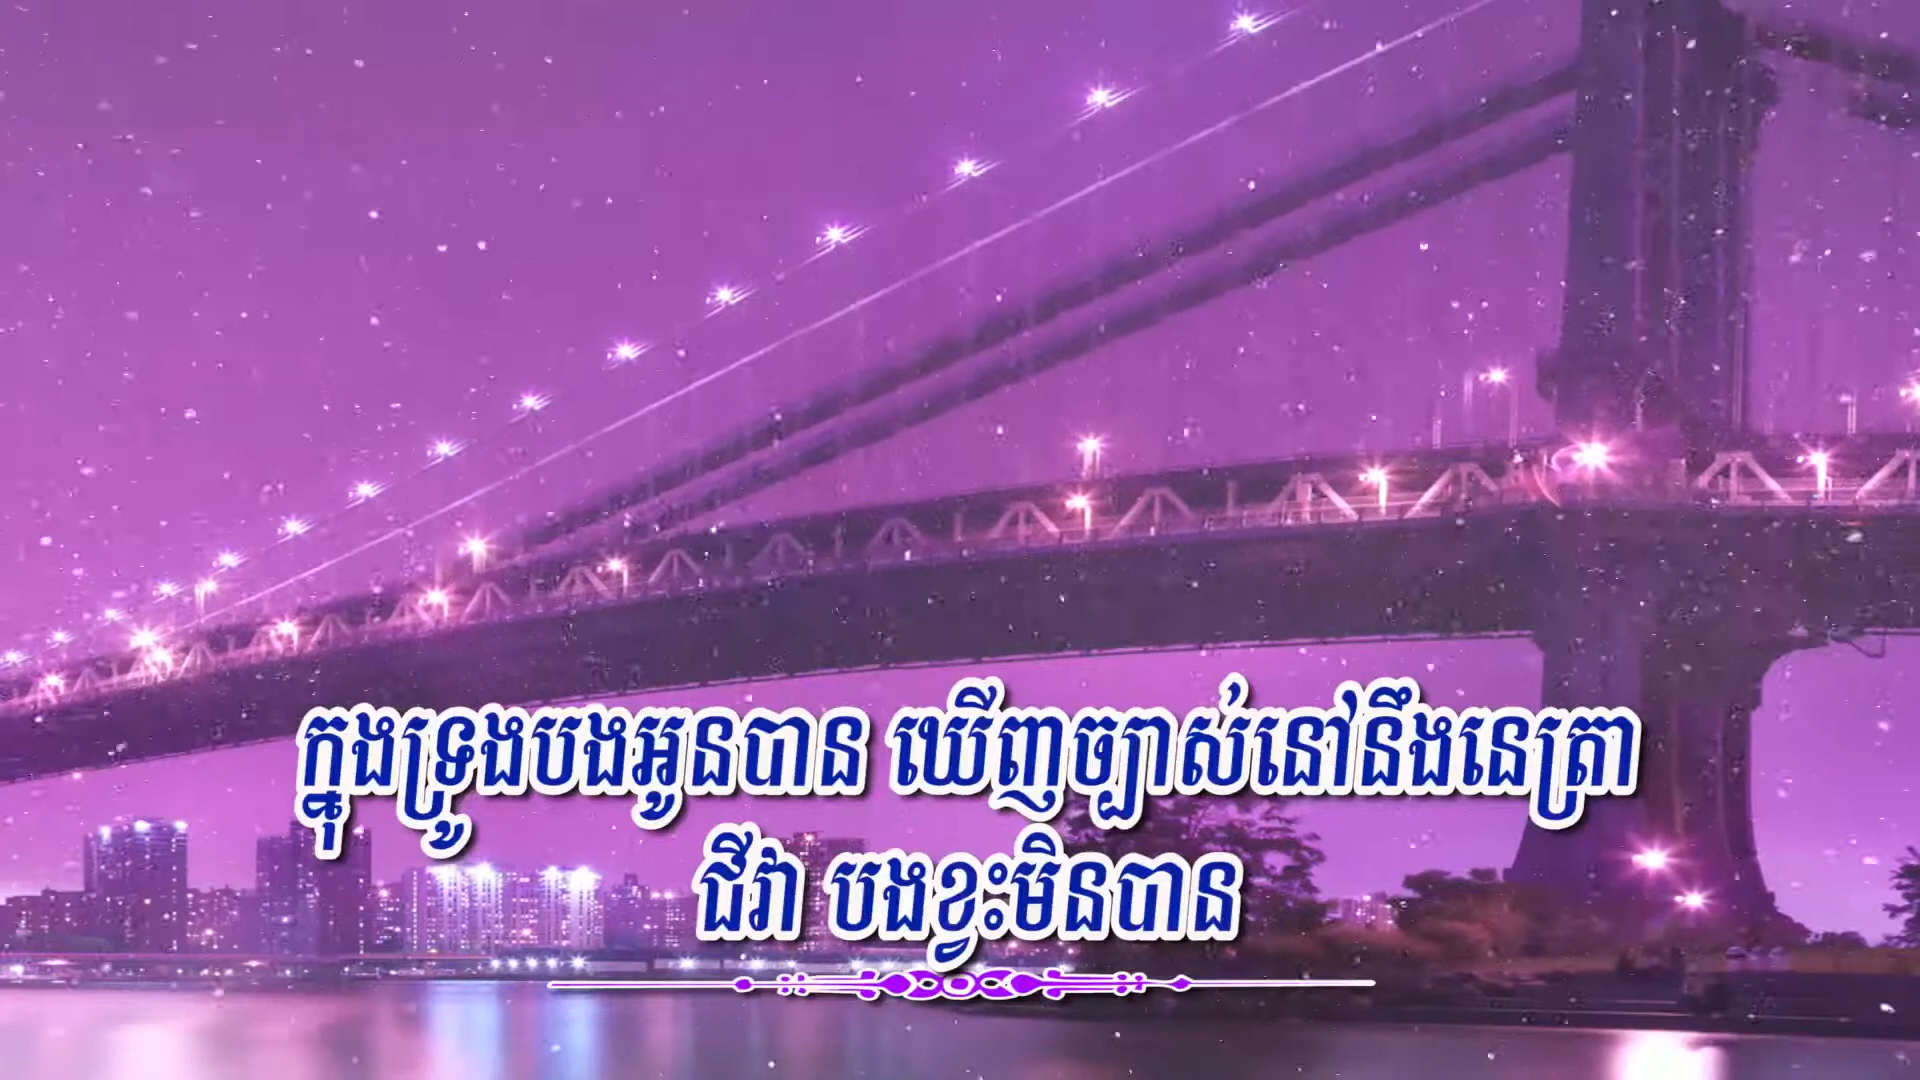 ក្នុងទ្រូងបងអូនបាន ឃើញច្បាស់នៅនឹងនេត្រា
ជីវា បងខ្វះមិនបាន